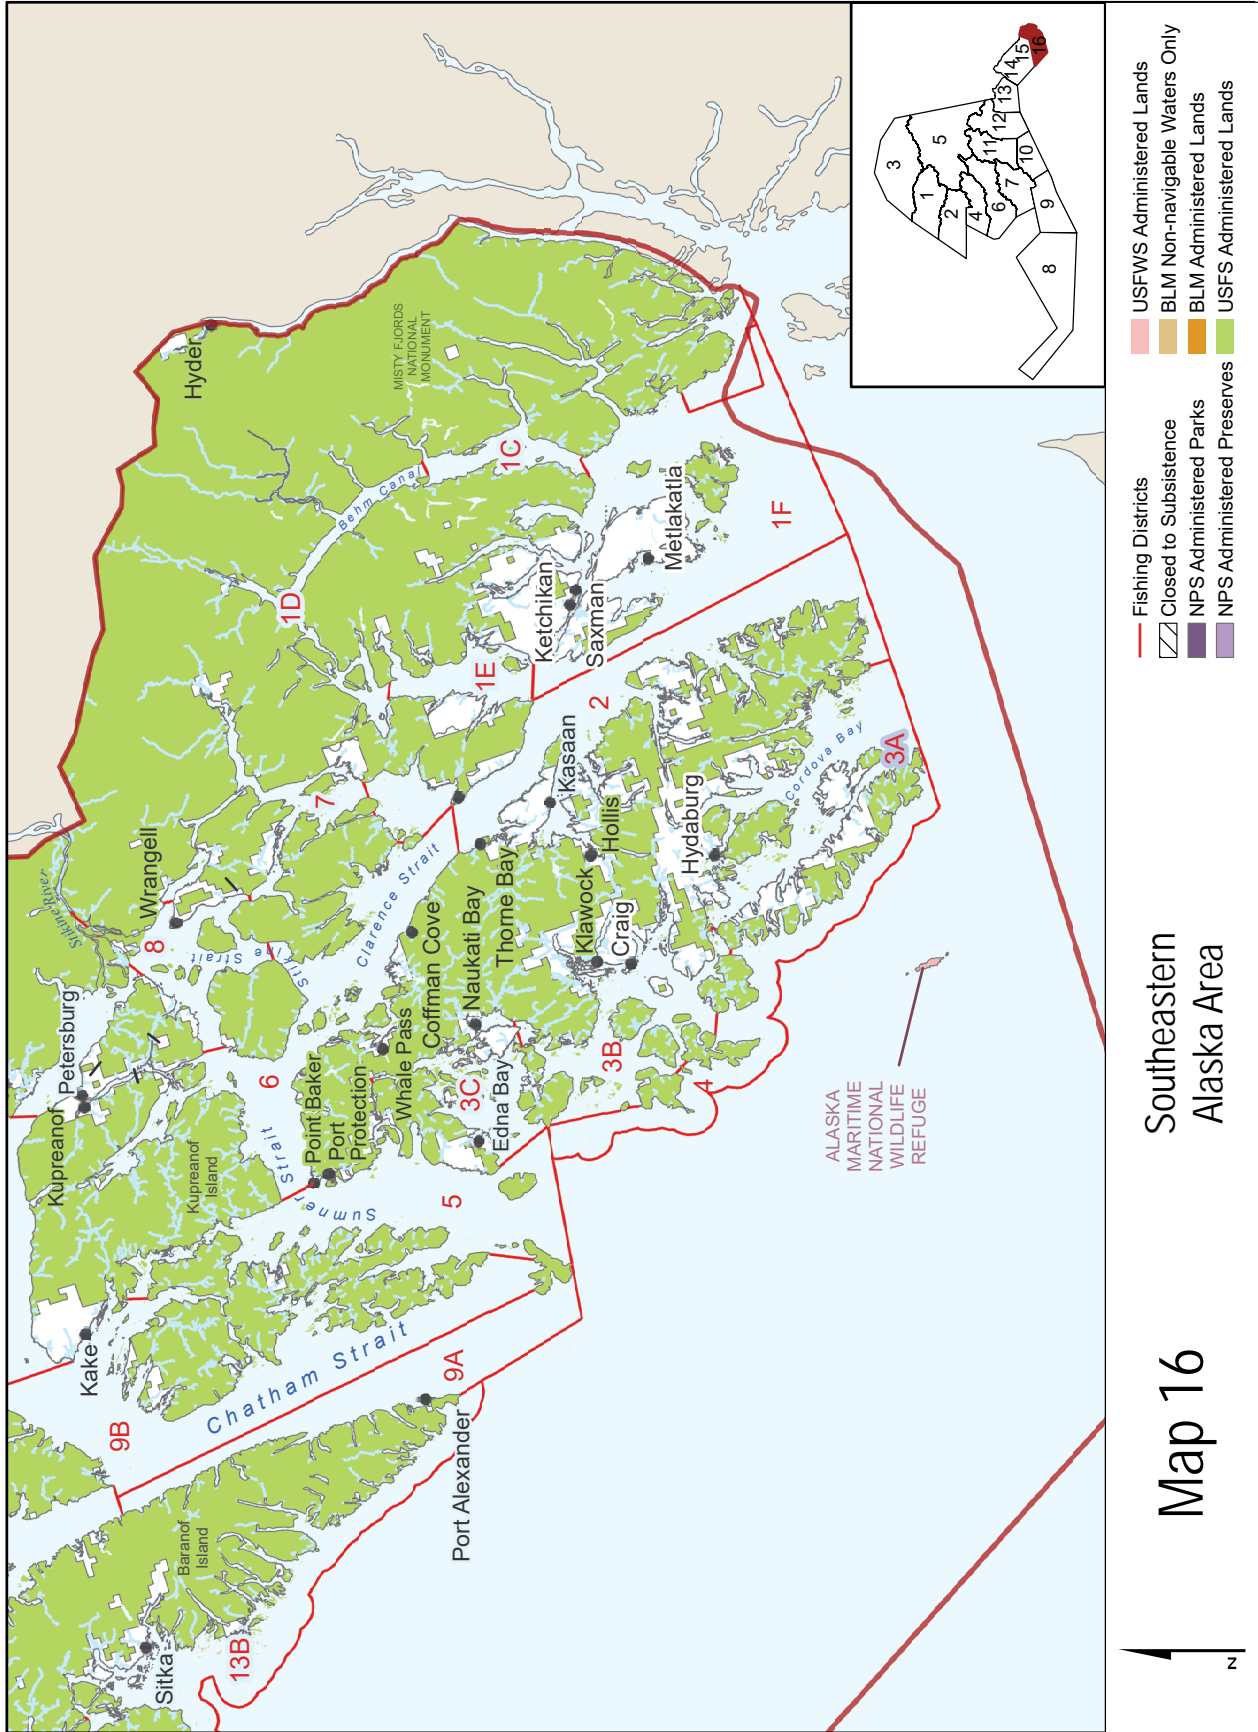 Sitka
Baranof
Island
13B
9B
Chatham Strait
9A
Port Alexander
Kake
Kupreanof
Petersburg
Kupreanof
Island
Sumner Strait
5
6
Point Baker
Port
Protection
Whale Pass
3C
Edna Bay
Naukati Bay
Coffman Cove
Thorne Bay
Clarence Strait
Stikine Strait
Stikine River
8
Wrangell
7
3B
4
Klawock
Craig
Hollis
Kasaan
Hydaburg
Cordova Bay
3A
2
1E
1D
Behm Canal
1C
Ketchikan
Saxman
Metlakatla
1F
Hyder
MISTY FJORDS
NATIONAL
MONUMENT
ALASKA
MARITIME
NATIONAL
WILDLIFE
REFUGE
1
2
3
4
5
6
7
8
9
10
11
12
13
14
15
16
N
Map 16
Southeastern
Alaska Area
Fishing Districts
Closed to Subsistence
NPS Administered Parks
NPS Administered Preserves
USFWS Administered Lands
BLM Non-navigable Waters Only
BLM Administered Lands
USFS Administered Lands